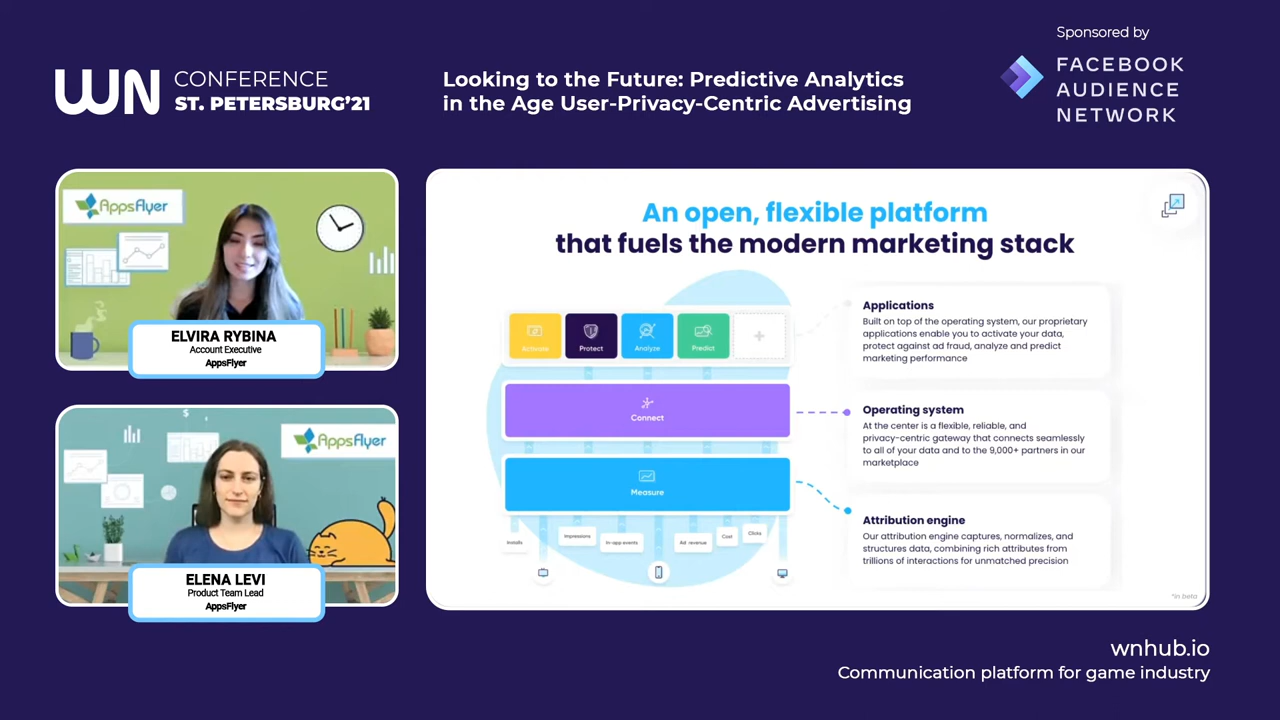 WN CONFERENCE
ST. PETERSBURG'21
Looking to the Future: Predictive Analytics
in the Age User-Privacy-Centric Advertising
Sponsored by
FACEBOOK
AUDIENCE
NETWORK
AppsFlyer
ELVIRA RYBINA
Account Executive
AppsFlyer
AppsFlyer
ELENA LEVI
Product Team Lead
AppsFlyer
An open, flexible platform
that fuels the modern marketing stack
Activate
Protect
Analyze
Predict
Connect
Measure
Installs
Impressions
In-app events
Ad revenue
Cost
Clicks
Applications
Built on top of the operating system, our proprietary
applications enable you to activate your data,
protect against ad fraud, analyze and predict
marketing performance
Operating system
At the center is a flexible, reliable, and
privacy-centric gateway that connects seamlessly
to all of your data and to the 9,000+ partners in our
marketplace
Attribution engine
Our attribution engine captures, normalizes, and
structures data, combining rich attributes from
trillions of interactions for unmatched precision
*in beta
wnhub.io
Communication platform for game industry